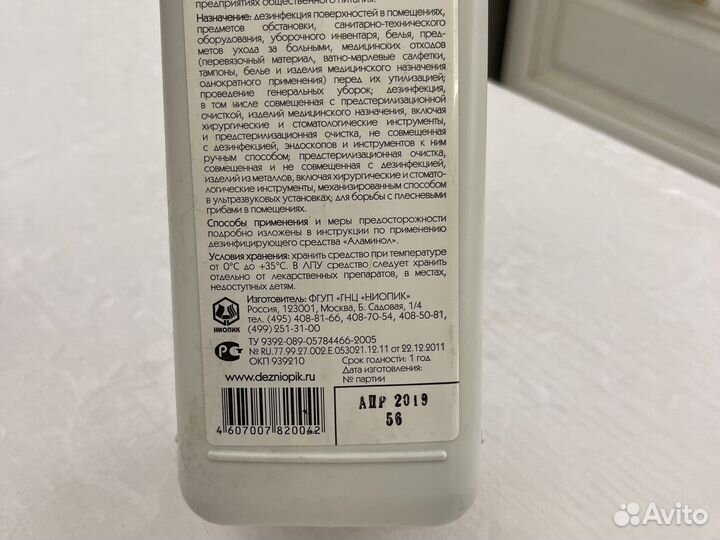 предприятиях общественного питания.
Назначение: дезинфекция поверхностей в помещениях,
предметов обстановки, санитарно-технического
оборудования, уборочного инвентаря, белья, пред-
метов ухода за больными, медицинских отходов
(перевязочный материал, ватно-марлевые салфетки,
тампоны, белье и изделия медицинского назначения
однократного применения) перед их утилизацией;
проведение генеральных уборок; дезинфекция,
в том числе совмещенная с предстерилизационной
очисткой, изделий медицинского назначения, включая
хирургические и стоматологические инструменты,
и предстерилизационная очистка, не совмещенная
с дезинфекцией, эндоскопов и инструментов к ним
ручным способом; предстерилизационная очистка,
совмещенная и не совмещенная с дезинфекцией,
изделий из металлов, включая хирургические и стомато-
логические инструменты, механизированным способом
в ультразвуковых установках; для борьбы с плесневыми
грибами в помещениях.
Способы применения и меры предосторожности
подробно изложены в инструкции по применению
дезинфицирующего средства «Аламинол».
Условия хранения: хранить средство при температуре
от 0°С до +35°С. В ЛПУ средство следует хранить
отдельно от лекарственных препаратов, в местах,
недоступных детям.
Изготовитель: ФГУП «ГНЦ «НИОПИК»
Россия, 123001, Москва, Б. Садовая, 1/4
тел. (495) 408-81-66, 408-70-54, 408-50-81,
(499) 251-31-00
НИОПИК
ТУ 9392-089-05784466-2005
№ RU.77.99.27.002.Е.053021.12.11 от 22.12.2011
ОКП 939210
Срок годности: 1 год
Дата изготовления:
№ партии
www.dezniopik.ru
АПР 2019
56
4 607007 820042
Avito